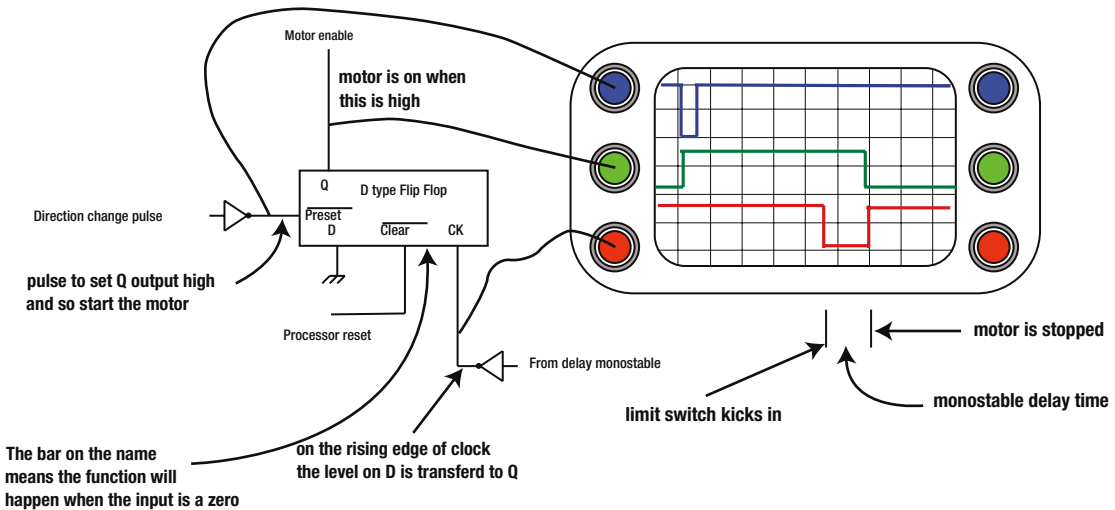 Motor enable
motor is on when
this is high
Q
D type Flip Flop
Direction change pulse
Preset
D
Clear
CK
pulse to set Q output high
and so start the motor
Processor reset
From delay monostable
motor is stopped
monostable delay time
limit switch kicks in
The bar on the name
means the function will
happen when the input is a zero
on the rising edge of clock
the level on D is transferd to Q